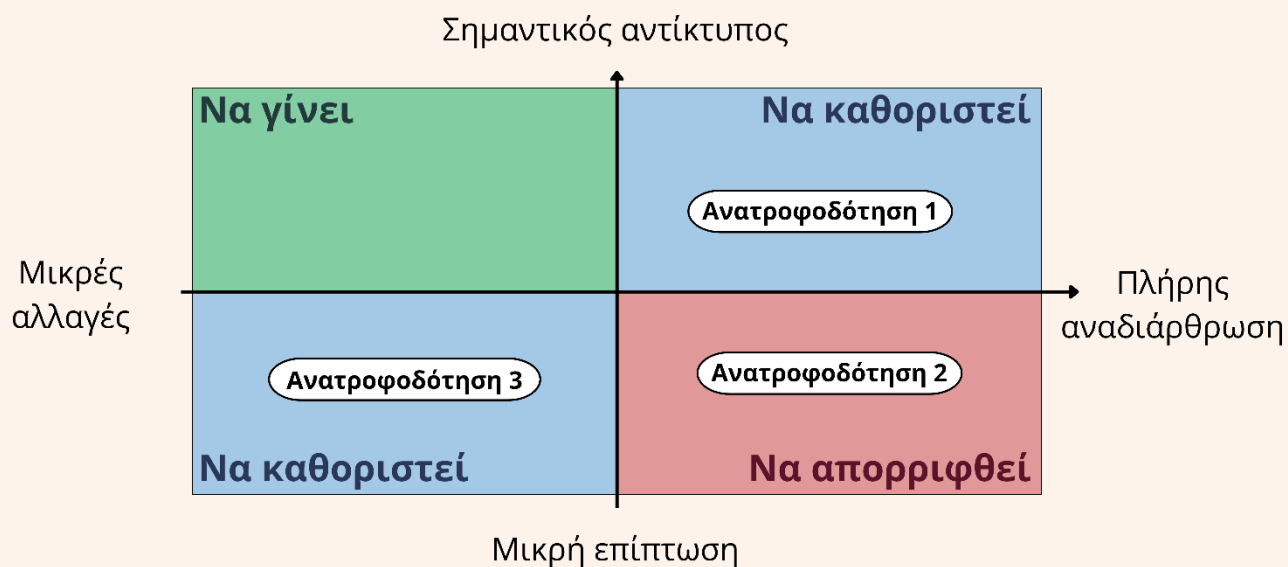 Σημαντικός αντίκτυπος
Να γίνει
Να καθοριστεί
Ανατροφοδότηση 1
Μικρές
αλλαγές
Πλήρης
αναδιάρθρωση
Ανατροφοδότηση 3
Ανατροφοδότηση 2
Να καθοριστεί
Να απορριφθεί
Μικρή επίπτωση